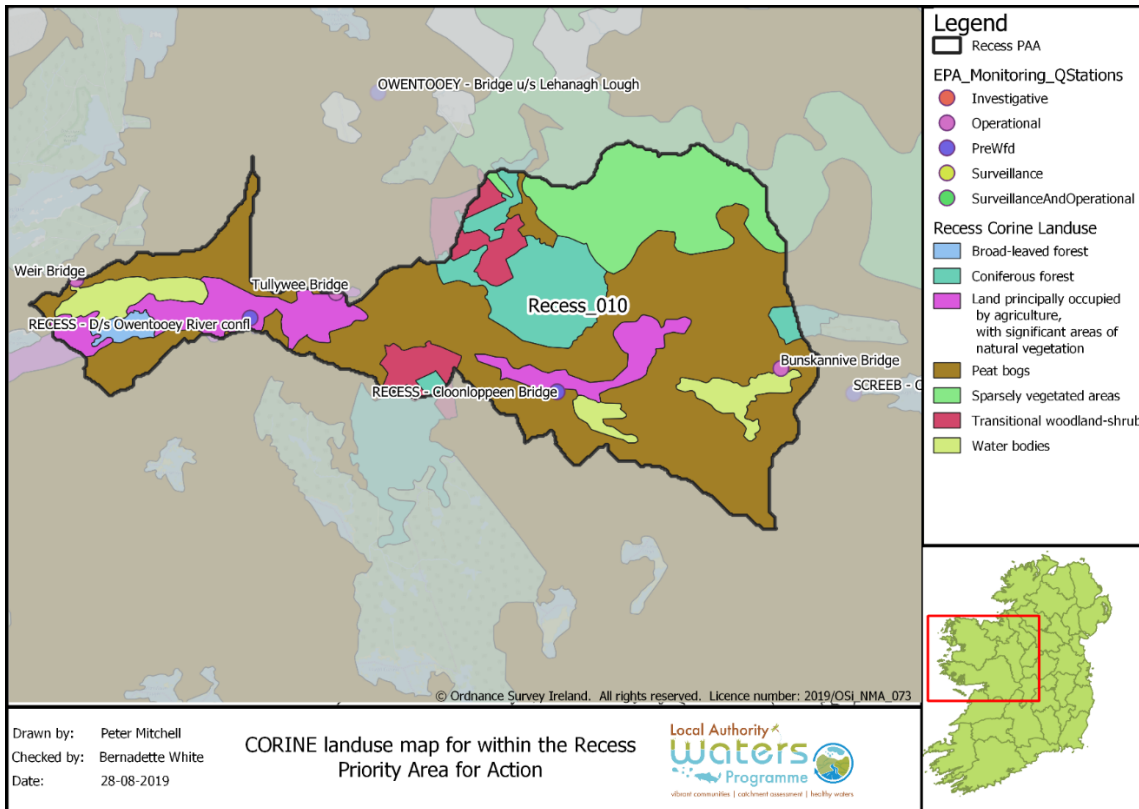 OWENTOOEY - Bridge u/s Lehanagh Lough
Weir Bridge
Tullywee Bridge
RECESS - D/s Owentooey River confl
Recess_010
Bunskannive Bridge
RECESS - Cloonloppeen Bridge
SCREEB - O
© Ordnance Survey Ireland. All rights reserved. Licence number: 2019/OSi_NMA_073
Legend
Recess PAA
EPA_Monitoring_QStations
Investigative
Operational
PreWfd
Surveillance
SurveillanceAndOperational
Recess Corine Landuse
Broad-leaved forest
Coniferous forest
Land principally occupied
by agriculture,
with significant areas of
natural vegetation
Peat bogs
Sparsely vegetated areas
Transitional woodland-shrub
Water bodies
Drawn by: Peter Mitchell
Checked by: Bernadette White
Date: 28-08-2019
CORINE landuse map for within the Recess
Priority Area for Action
Local Authority
Waters
Programme
vibrant communities | catchment assessment | healthy waters